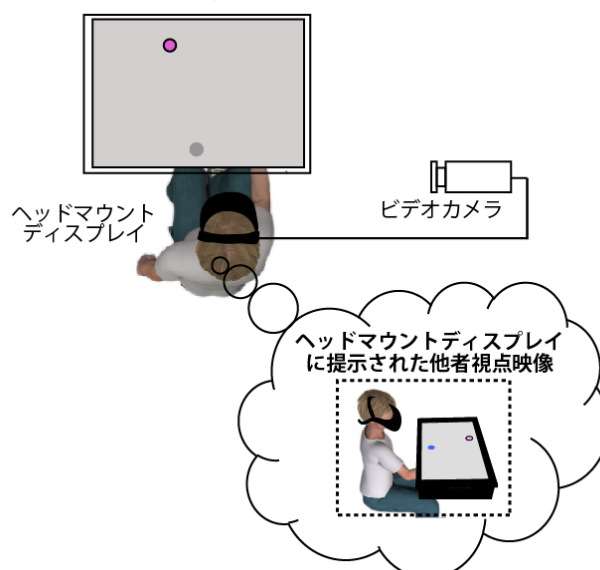 ヘッドマウント
ディスプレイ
ビデオカメラ
ヘッドマウントディスプレイ
に提示された他者視点映像